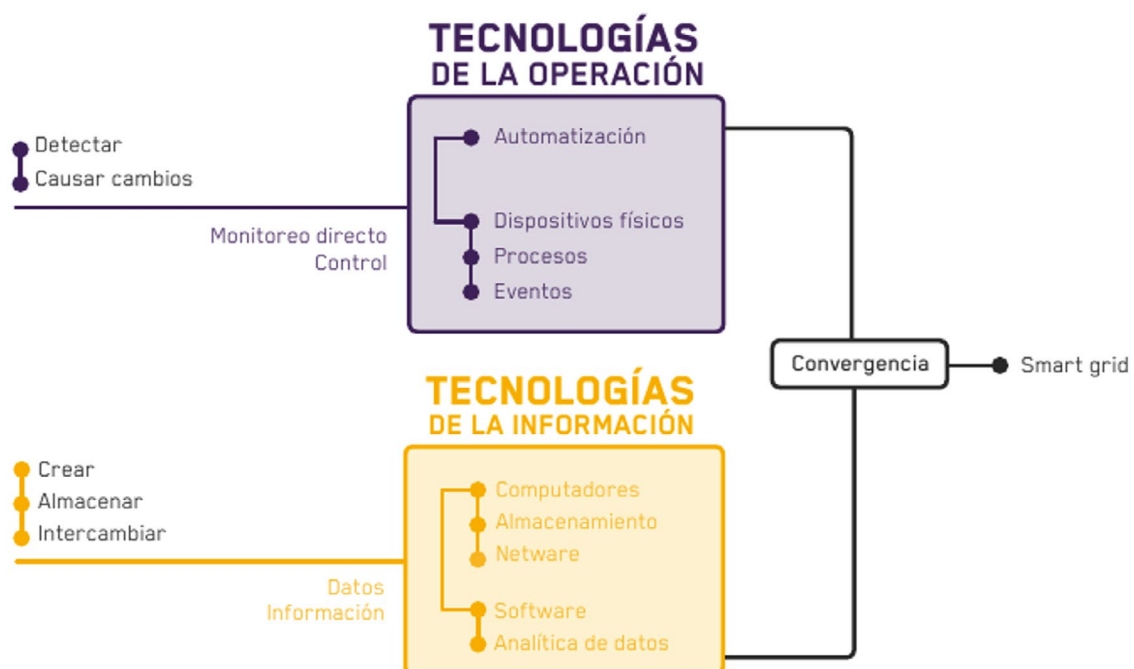 TECNOLOGÍAS
DE LA OPERACIÓN
Detectar
Causar cambios
Monitoreo directo
Control
Automatización
Dispositivos físicos
Procesos
Eventos
Convergencia
Smart grid
TECNOLOGÍAS
DE LA INFORMACIÓN
Crear
Almacenar
Intercambiar
Datos
Información
Computadores
Almacenamiento
Netware
Software
Analítica de datos